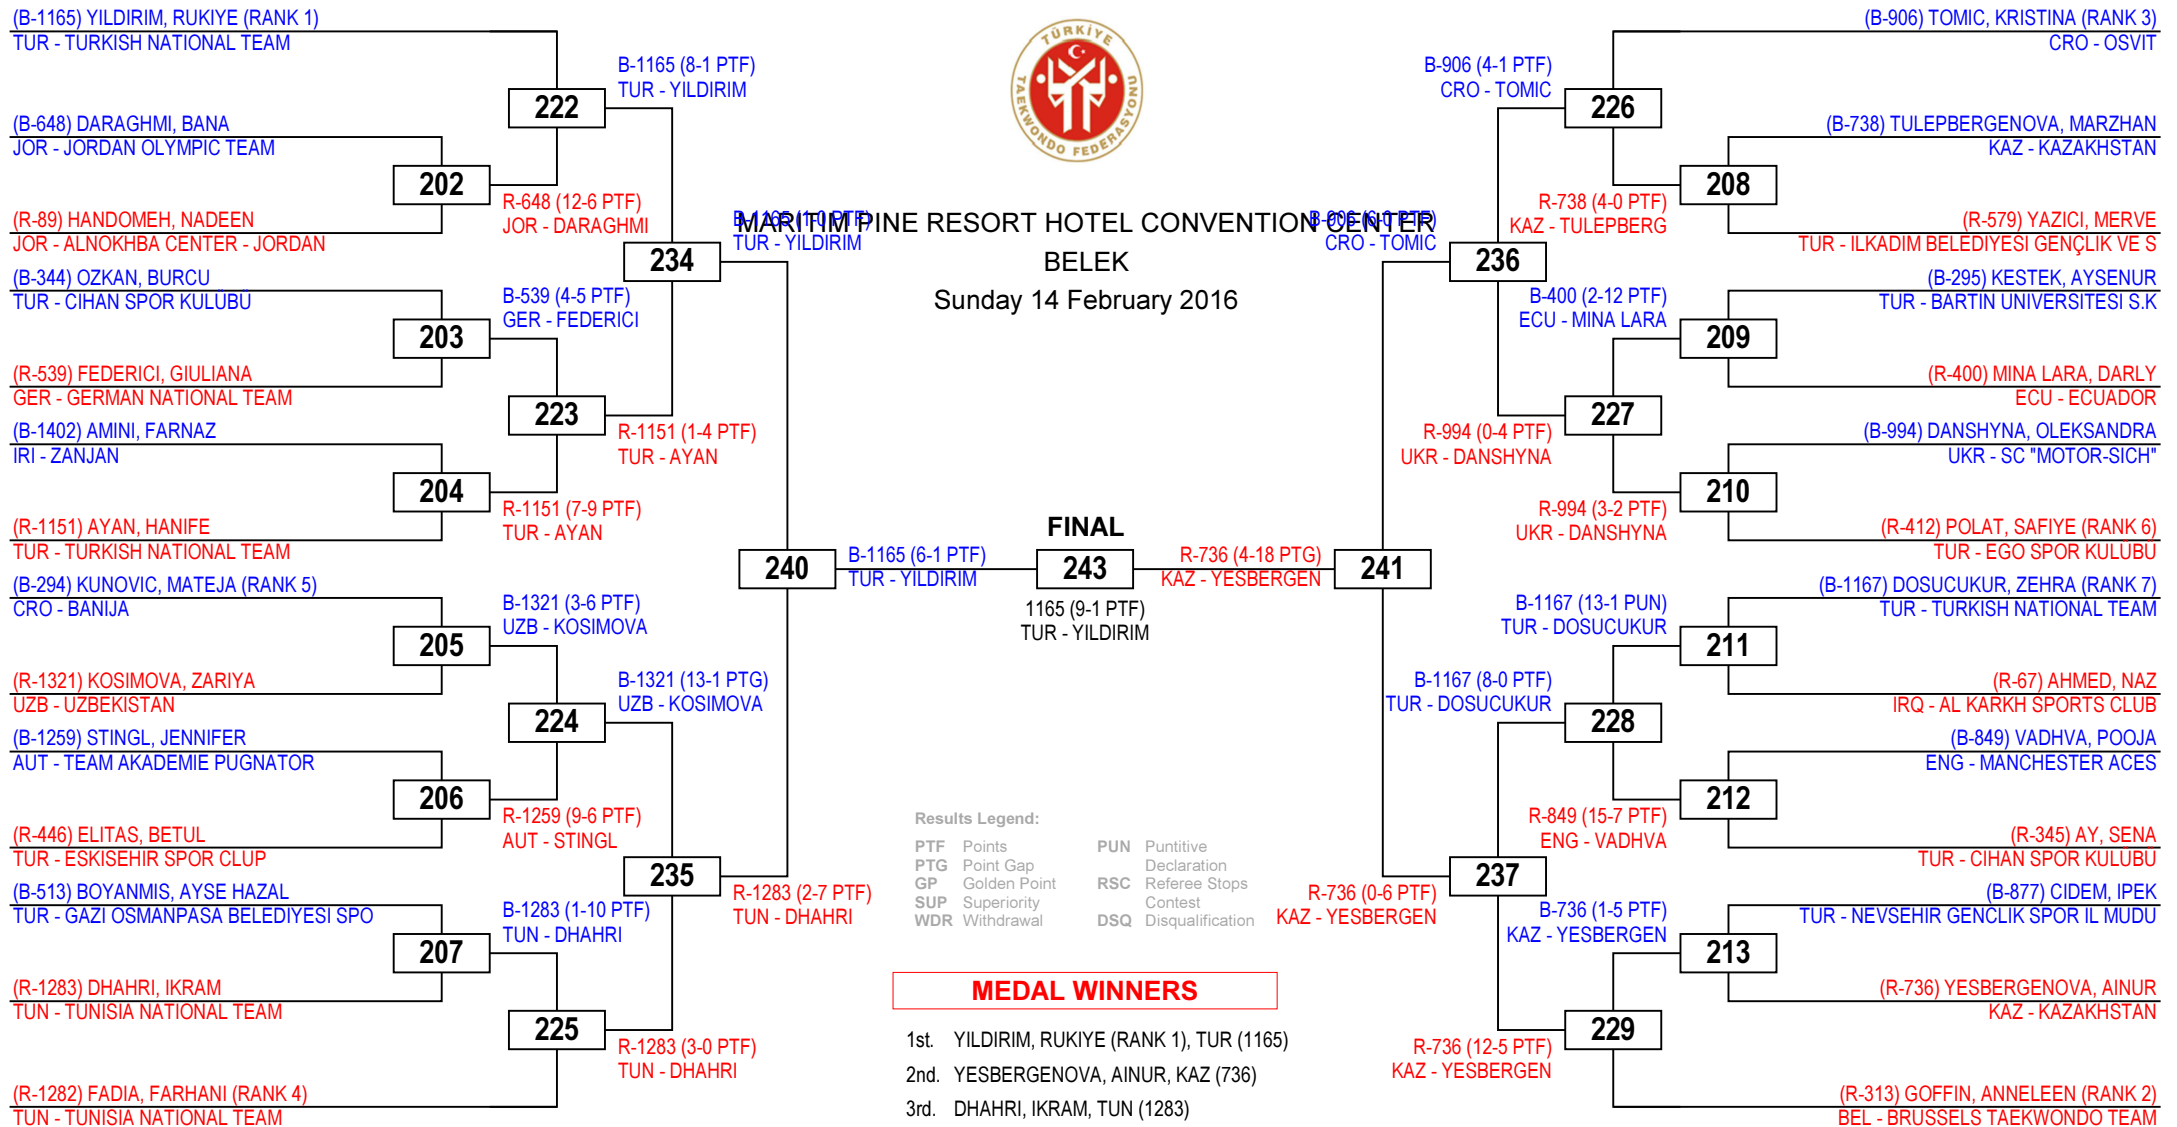 (B-1165) YILDIRIM, RUKIYE (RANK 1)
TUR - TURKISH NATIONAL TEAM
(B-648) DARAGHMI, BANA
JOR - JORDAN OLYMPIC TEAM
(R-89) HANDOMEH, NADEEN
JOR - ALNOKHBA CENTER - JORDAN
(B-344) OZKAN, BURCU
TUR - CIHAN SPOR KULÜBÜ
(R-539) FEDERICI, GIULIANA
GER - GERMAN NATIONAL TEAM
(B-1402) AMINI, FARNAZ
IRI - ZANJAN
(R-1151) AYAN, HANIFE
TUR - TURKISH NATIONAL TEAM
(B-294) KUNOVIC, MATEJA (RANK 5)
CRO - BANIJA
(R-1321) KOSIMOVA, ZARIYA
UZB - UZBEKISTAN
(B-1259) STINGL, JENNIFER
AUT - TEAM AKADEMIE PUGNATOR
(R-446) ELITAS, BETUL
TUR - ESKISEHIR SPOR CLUP
(B-513) BOYANMIS, AYSE HAZAL
TUR - GAZI OSMANPASA BELEDIYESI SPO
(R-1283) DHAHRI, IKRAM
TUN - TUNISIA NATIONAL TEAM
(R-1282) FADIA, FARHANI (RANK 4)
TUN - TUNISIA NATIONAL TEAM
202
203
204
205
206
207
R-648 (12-6 PTF)
JOR - DARAGHMI
B-539 (4-5 PTF)
GER - FEDERICI
R-1151 (7-9 PTF)
TUR - AYAN
B-1321 (3-6 PTF)
UZB - KOSIMOVA
R-1259 (9-6 PTF)
AUT - STINGL
B-1283 (1-10 PTF)
TUN - DHAHRI
222
223
224
225
B-1165 (8-1 PTF)
TUR - YILDIRIM
R-1151 (1-4 PTF)
TUR - AYAN
B-1321 (13-1 PTG)
UZB - KOSIMOVA
R-1283 (3-0 PTF)
TUN - DHAHRI
234
235
B-1165 (1-0 PTF)
TUR - YILDIRIM
R-1283 (2-7 PTF)
TUN - DHAHRI
240
B-1165 (6-1 PTF)
TUR - YILDIRIM
TÜRKİYE
TAEKWONDO FEDERASYONU
MARITIM PINE RESORT HOTEL CONVENTION CENTER
BELEK
Sunday 14 February 2016
FINAL
243
1165 (9-1 PTF)
TUR - YILDIRIM
Results Legend:
PTF Points
PTG Point Gap
GP Golden Point
SUP Superiority
WDR Withdrawal
PUN Puntitive
Declaration
RSC Referee Stops
Contest
DSQ Disqualification
MEDAL WINNERS
1st. YILDIRIM, RUKIYE (RANK 1), TUR (1165)
2nd. YESBERGENOVA, AINUR, KAZ (736)
3rd. DHAHRI, IKRAM, TUN (1283)
R-736 (4-18 PTG)
KAZ - YESBERGEN
241
B-906 (6-0 PTF)
CRO - TOMIC
R-736 (0-6 PTF)
KAZ - YESBERGEN
236
237
B-906 (4-1 PTF)
CRO - TOMIC
R-994 (0-4 PTF)
UKR - DANSHYNA
B-1167 (8-0 PTF)
TUR - DOSUCUKUR
R-736 (12-5 PTF)
KAZ - YESBERGEN
226
227
228
229
R-738 (4-0 PTF)
KAZ - TULEPBERG
B-400 (2-12 PTF)
ECU - MINA LARA
R-994 (3-2 PTF)
UKR - DANSHYNA
B-1167 (13-1 PUN)
TUR - DOSUCUKUR
R-849 (15-7 PTF)
ENG - VADHVA
B-736 (1-5 PTF)
KAZ - YESBERGEN
208
209
210
211
212
213
(B-906) TOMIC, KRISTINA (RANK 3)
CRO - OSVIT
(B-738) TULEPBERGENOVA, MARZHAN
KAZ - KAZAKHSTAN
(R-579) YAZICI, MERVE
TUR - ILKADIM BELEDIYESI GENÇLIK VE S
(B-295) KESTEK, AYSENUR
TUR - BARTIN UNIVERSITESI S.K
(R-400) MINA LARA, DARLY
ECU - ECUADOR
(B-994) DANSHYNA, OLEKSANDRA
UKR - SC "MOTOR-SICH"
(R-412) POLAT, SAFIYE (RANK 6)
TUR - EGO SPOR KULÜBÜ
(B-1167) DOSUCUKUR, ZEHRA (RANK 7)
TUR - TURKISH NATIONAL TEAM
(R-67) AHMED, NAZ
IRQ - AL KARKH SPORTS CLUB
(B-849) VADHVA, POOJA
ENG - MANCHESTER ACES
(R-345) AY, SENA
TUR - CIHAN SPOR KULÜBÜ
(B-877) CIDEM, IPEK
TUR - NEVSEHIR GENCLIK SPOR IL MUDU
(R-736) YESBERGENOVA, AINUR
KAZ - KAZAKHSTAN
(R-313) GOFFIN, ANNELEEN (RANK 2)
BEL - BRUSSELS TAEKWONDO TEAM